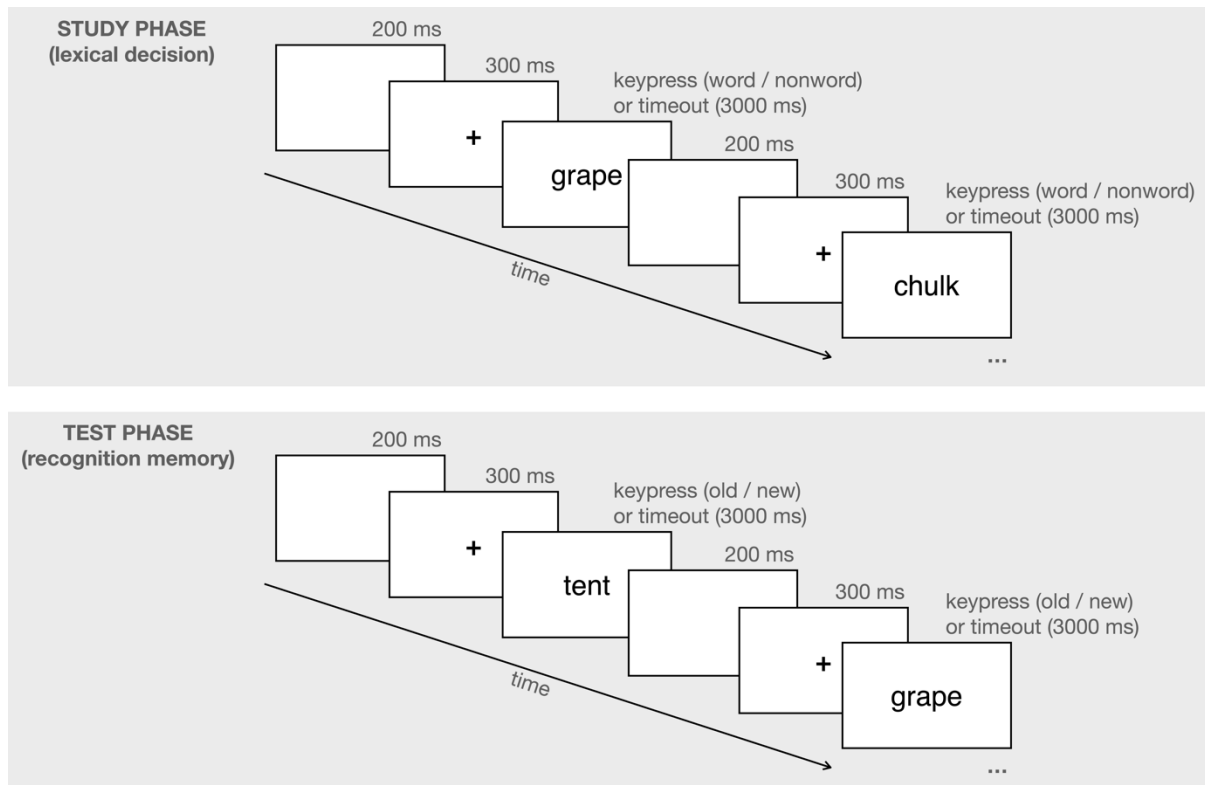 STUDY PHASE
(lexical decision)
200 ms
300 ms
+
keypress (word / nonword)
or timeout (3000 ms)
grape
200 ms
300 ms
+
keypress (word / nonword)
or timeout (3000 ms)
chulk
time
...
TEST PHASE
(recognition memory)
200 ms
300 ms
+
keypress (old / new)
or timeout (3000 ms)
tent
200 ms
300 ms
+
keypress (old / new)
or timeout (3000 ms)
grape
time
...